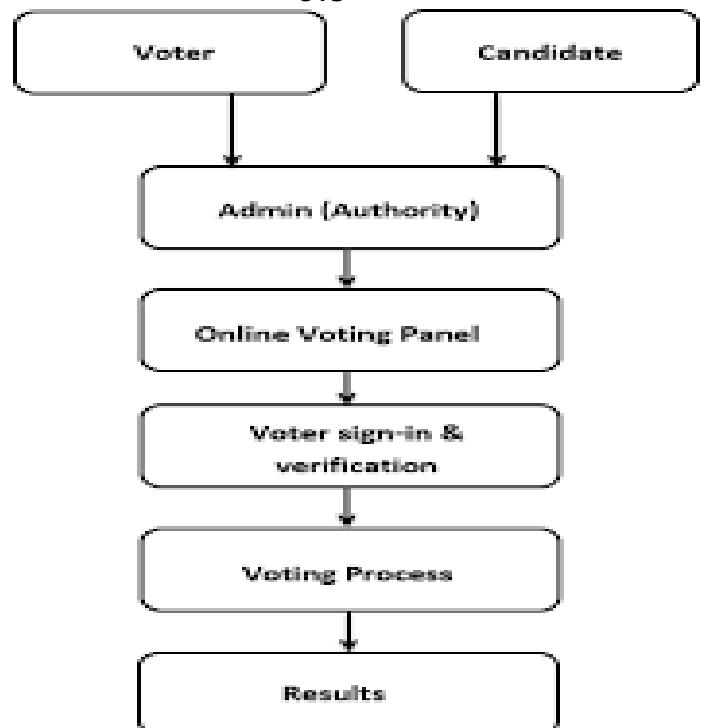 Voter
Candidate
Admin (Authority)
Online Voting Panel
Voter sign-in &
verification
Voting Process
Results